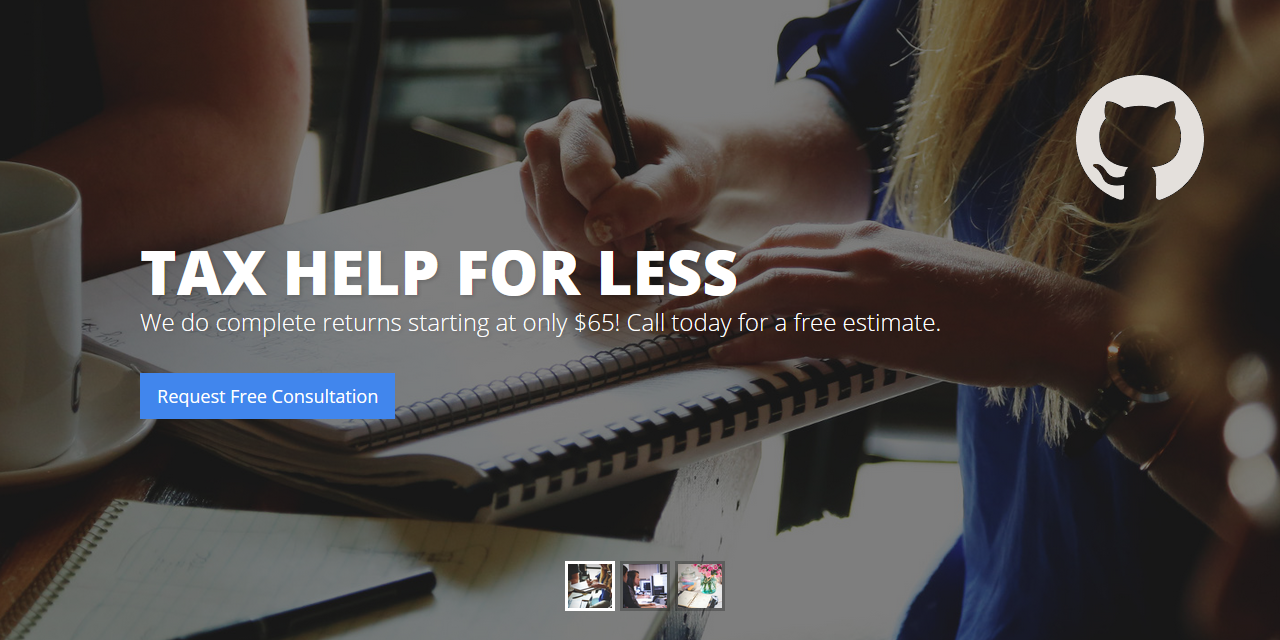 TAX HELP FOR LESS
We do complete returns starting at only $65! Call today for a free estimate.
Request Free Consultation